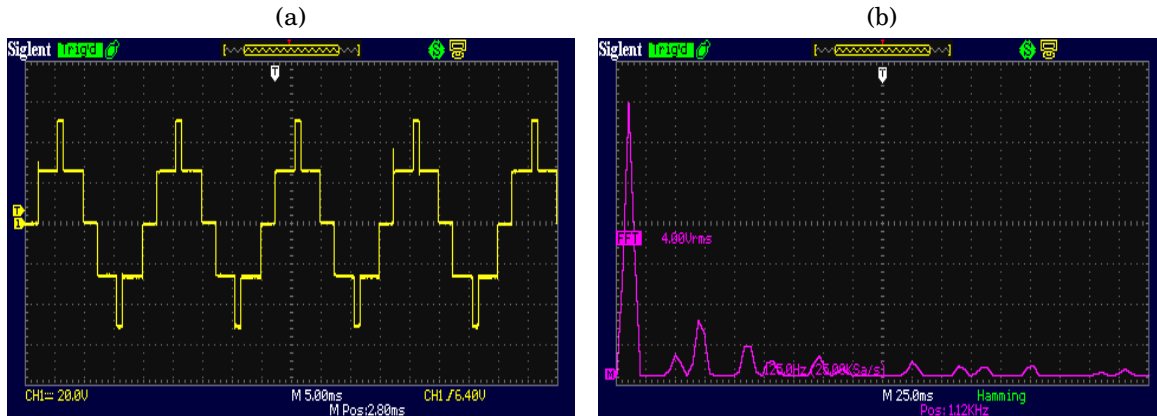 (a)
(b)
Siglent Trig'd [ ] S
T
T
1
CH1 20.0V M 5.00ms CH1 6.40V
M Pos:2.80ms
Siglent Trig'd [ ] S
T
FFT 4.00Vrms
125.0Hz (25.00KSa/s)
M
M 25.0ms Hamming
Pos:1.12KHz